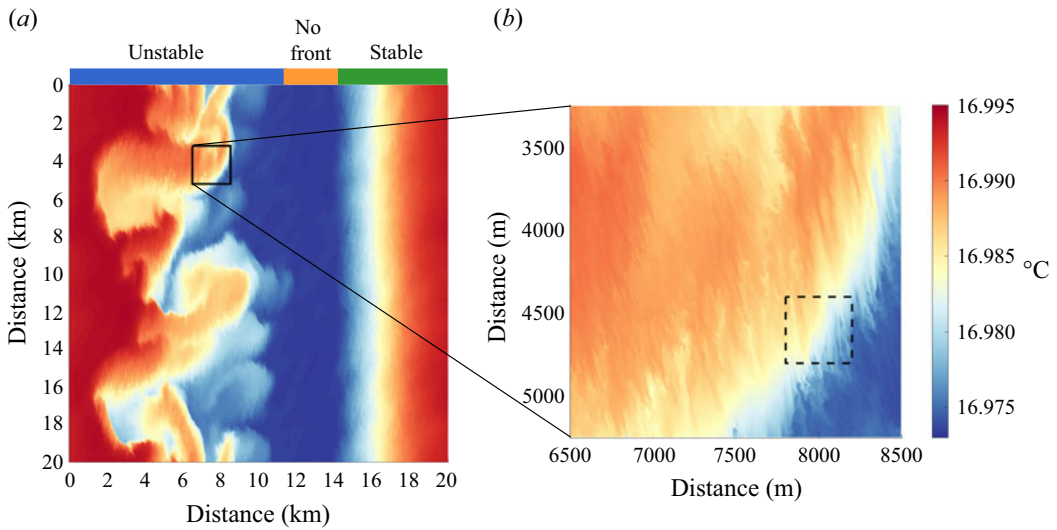 (a)
Unstable
No
front
Stable
0
2
4
6
8
10
12
14
16
18
20
Distance (km)
0 2 4 6 8 10 12 14 16 18 20
Distance (km)
(b)
3500
4000
4500
5000
Distance (m)
6500 7000 7500 8000 8500
Distance (m)
16.995
16.990
16.985
16.980
16.975
°C